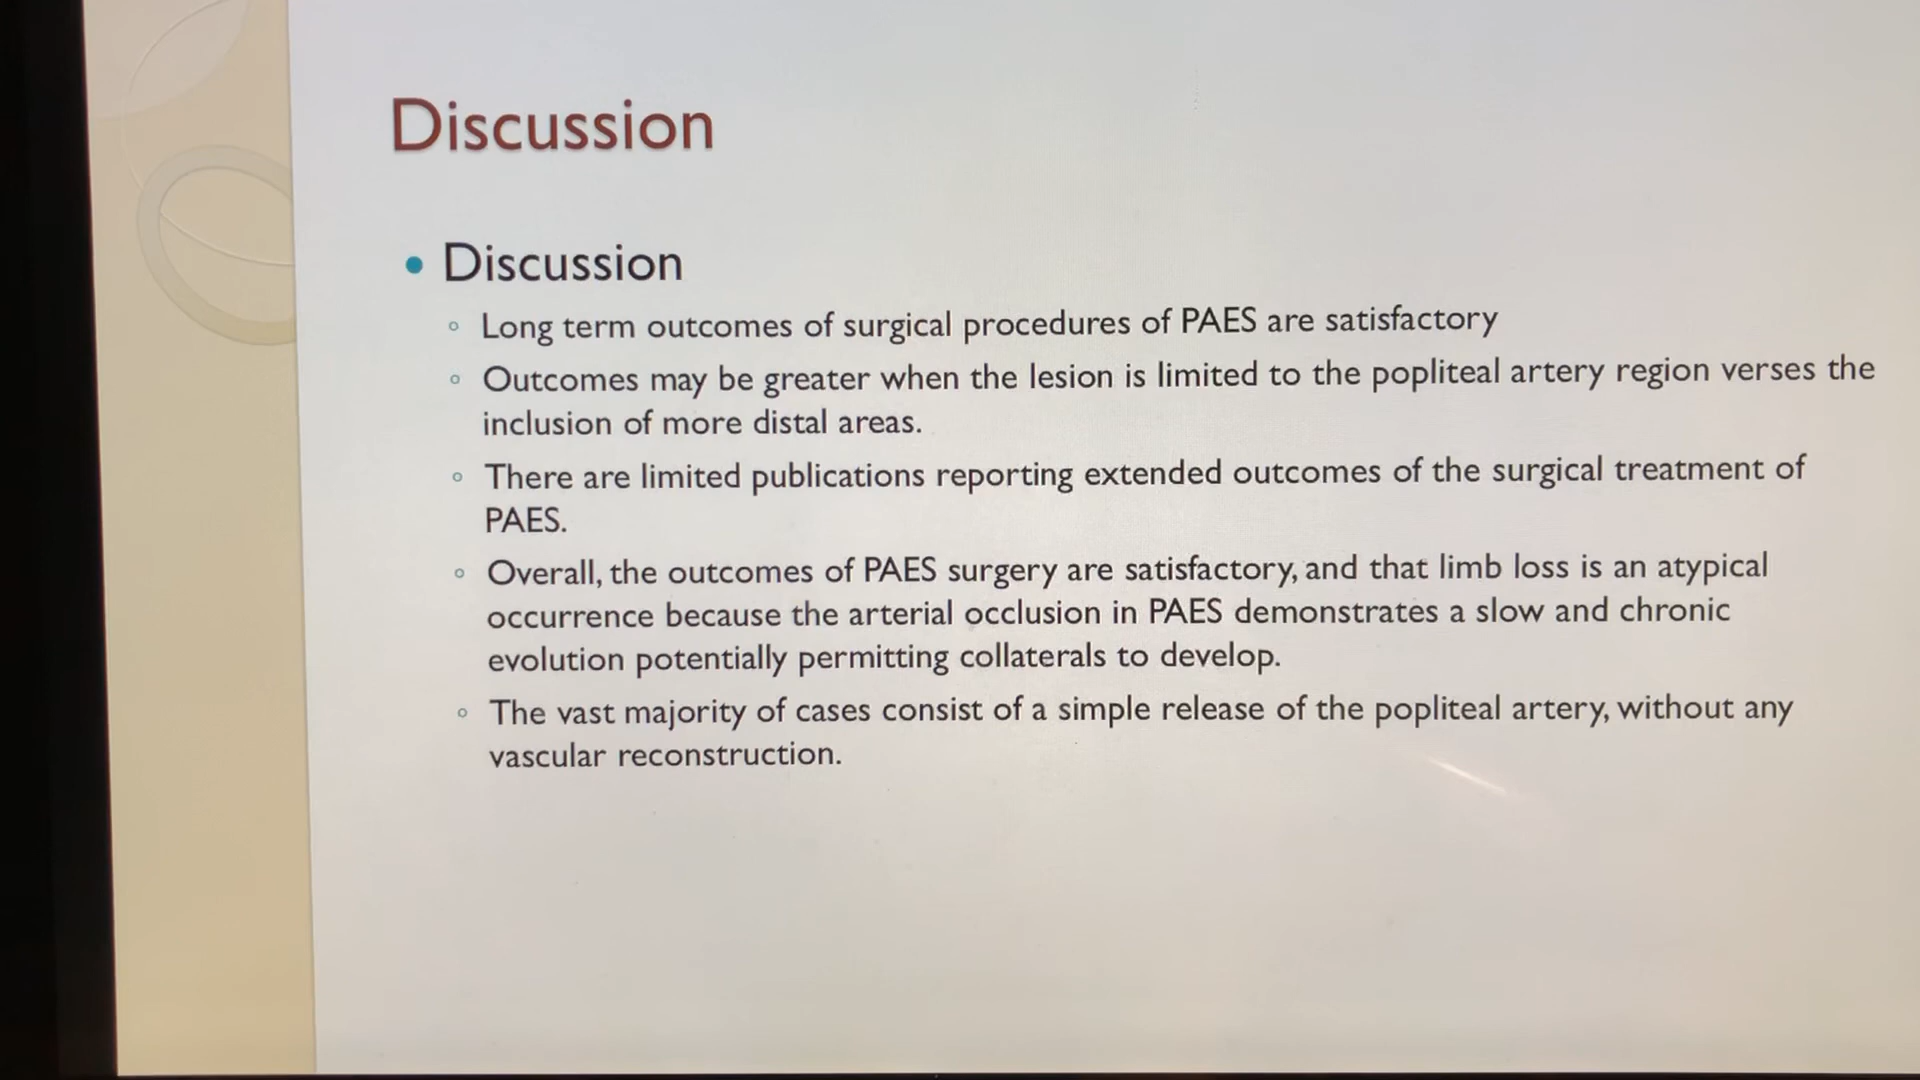 Discussion
• Discussion
◦ Long term outcomes of surgical procedures of PAES are satisfactory
◦ Outcomes may be greater when the lesion is limited to the popliteal artery region verses the
inclusion of more distal areas.
◦ There are limited publications reporting extended outcomes of the surgical treatment of
PAES.
◦ Overall, the outcomes of PAES surgery are satisfactory, and that limb loss is an atypical
occurrence because the arterial occlusion in PAES demonstrates a slow and chronic
evolution potentially permitting collaterals to develop.
◦ The vast majority of cases consist of a simple release of the popliteal artery, without any
vascular reconstruction.